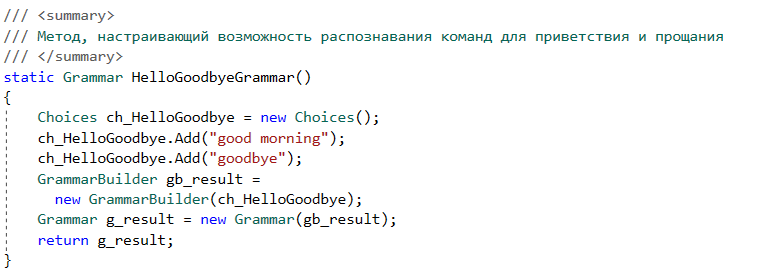 /// <summary>
/// Метод, настраивающий возможность распознавания команд для приветствия и прощания
/// </summary>
static Grammar HelloGoodbyeGrammar()
{
    Choices ch_HelloGoodbye = new Choices();
    ch_HelloGoodbye.Add("good morning");
    ch_HelloGoodbye.Add("goodbye");
    GrammarBuilder gb_result =
      new GrammarBuilder(ch_HelloGoodbye);
    Grammar g_result = new Grammar(gb_result);
    return g_result;
}